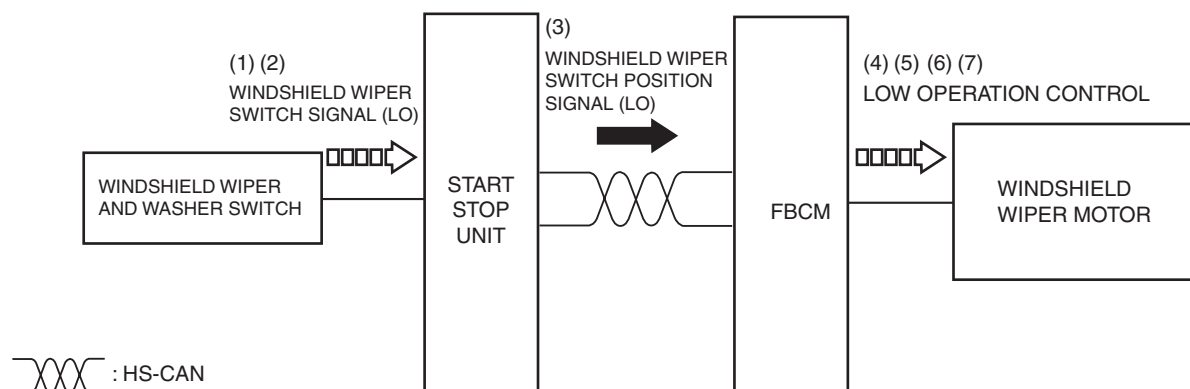 (1) (2)
WINDSHIELD WIPER
SWITCH SIGNAL (LO)
(3)
WINDSHIELD WIPER
SWITCH POSITION
SIGNAL (LO)
(4) (5) (6) (7)
LOW OPERATION CONTROL
WINDSHIELD WIPER
AND WASHER SWITCH
START
STOP
UNIT
FBCM
WINDSHIELD
WIPER MOTOR
: HS-CAN